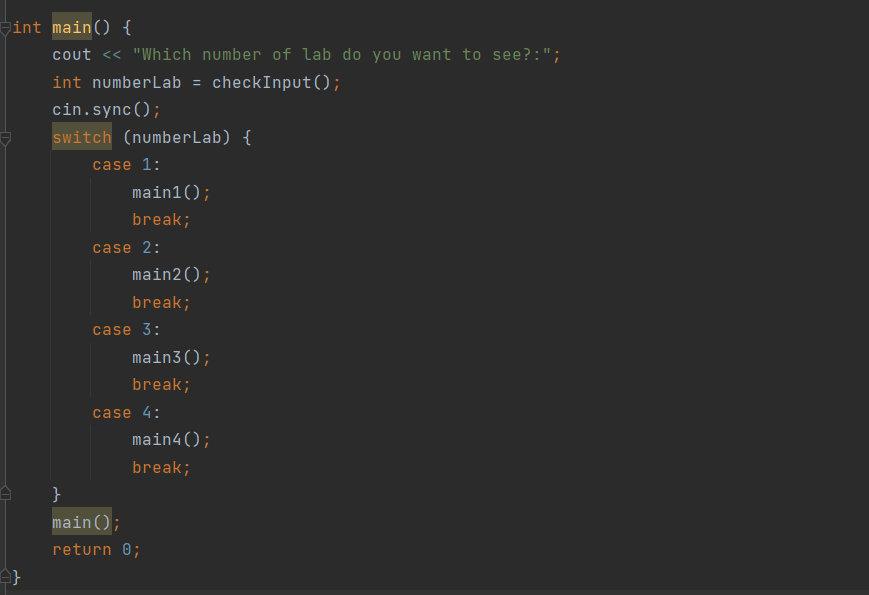 int main() {
    cout << "Which number of lab do you want to see?:";
    int numberLab = checkInput();
    cin.sync();
    switch (numberLab) {
        case 1:
            main1();
            break;
        case 2:
            main2();
            break;
        case 3:
            main3();
            break;
        case 4:
            main4();
            break;
    }
    main();
    return 0;
}